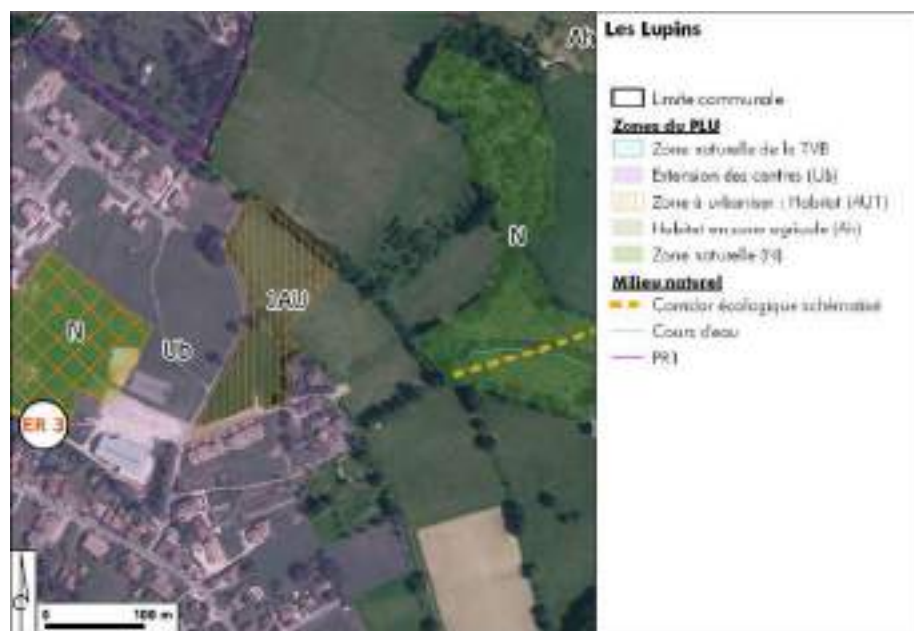 Les Lupins
Limite communale
Zones du PLU
Zone naturelle de la TVB
Extension des centres (Ub)
Zone à urbaniser : Habitat (AU1)
Habitat en zone agricole (Ah)
Zone naturelle (N)
Milieu naturel
Corridor écologique schématisé
Cours d'eau
PR1
Ah
N
1AU
N
Ub
ER 3
0 100 m